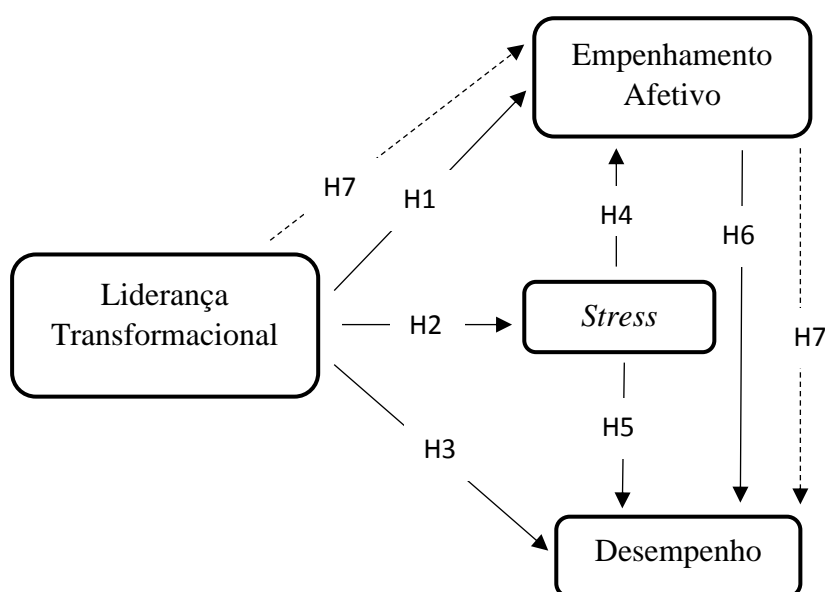 Empenhamento
Afetivo
H7
H1
H4
H6
Liderança
Transformacional
H2
Stress
H7
H5
H3
Desempenho